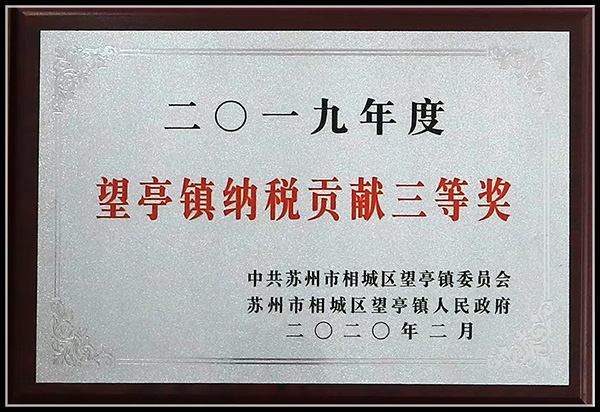 二〇一九年度
望亭镇纳税贡献三等奖
中共苏州市相城区望亭镇委员会
苏州市相城区望亭镇人民政府
二〇二〇年二月